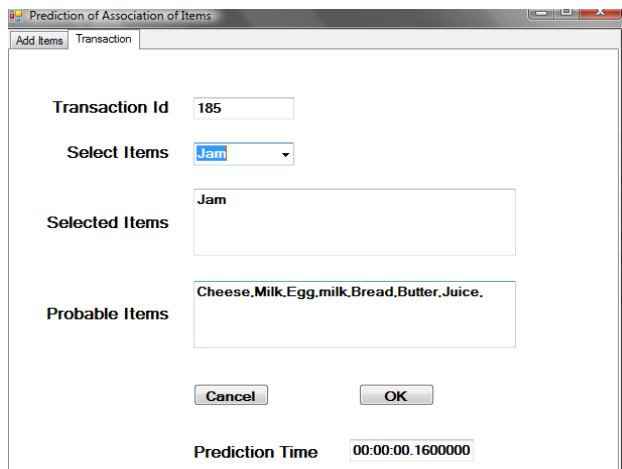 Prediction of Association of Items
Add Items Transaction
Transaction Id 185
Select Items Jam
Selected Items Jam
Probable Items Cheese,Milk,Egg,milk,Bread,Butter,Juice,
Cancel OK
Prediction Time 00:00:00.1600000